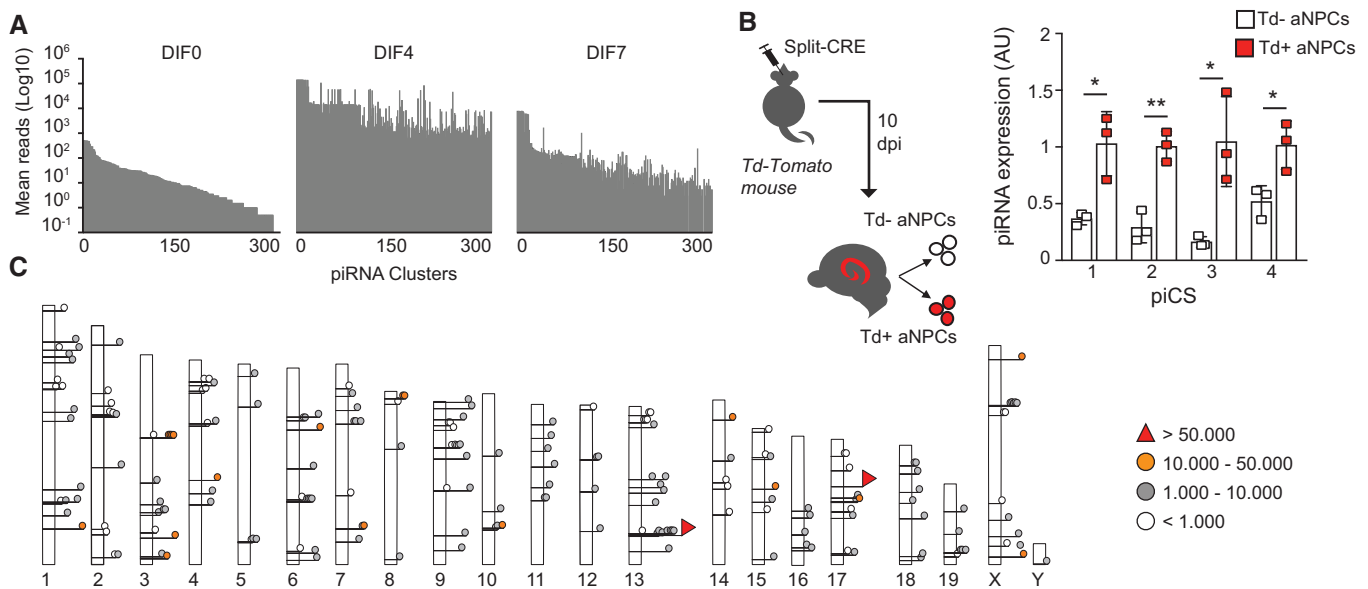 A
DIF0 DIF4 DIF7
Mean reads (Log10)
10^6
10^5
10^4
10^3
10^2
10^1
10^0
10^-1
0 150 300 0 150 300 0 150 300
piRNA Clusters
B
Split-CRE
10
dpi
Td-Tomato
mouse
Td- aNPCs
Td+ aNPCs
Td- aNPCs
Td+ aNPCs
piRNA expression (AU)
2
1.5
1
0.5
0
* ** * *
1 2 3 4
piCS
C
1 2 3 4 5 6 7 8 9 10 11 12 13 14 15 16 17 18 19 X Y
> 50.000
10.000 - 50.000
1.000 - 10.000
< 1.000